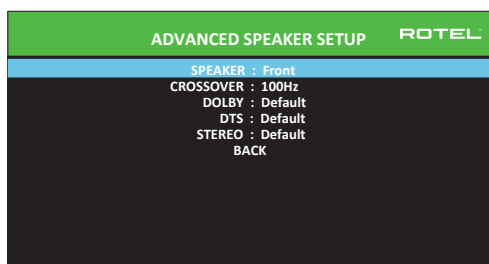 ADVANCED SPEAKER SETUP ROTEL
SPEAKER : Front
CROSSOVER : 100Hz
DOLBY : Default
DTS : Default
STEREO : Default
BACK